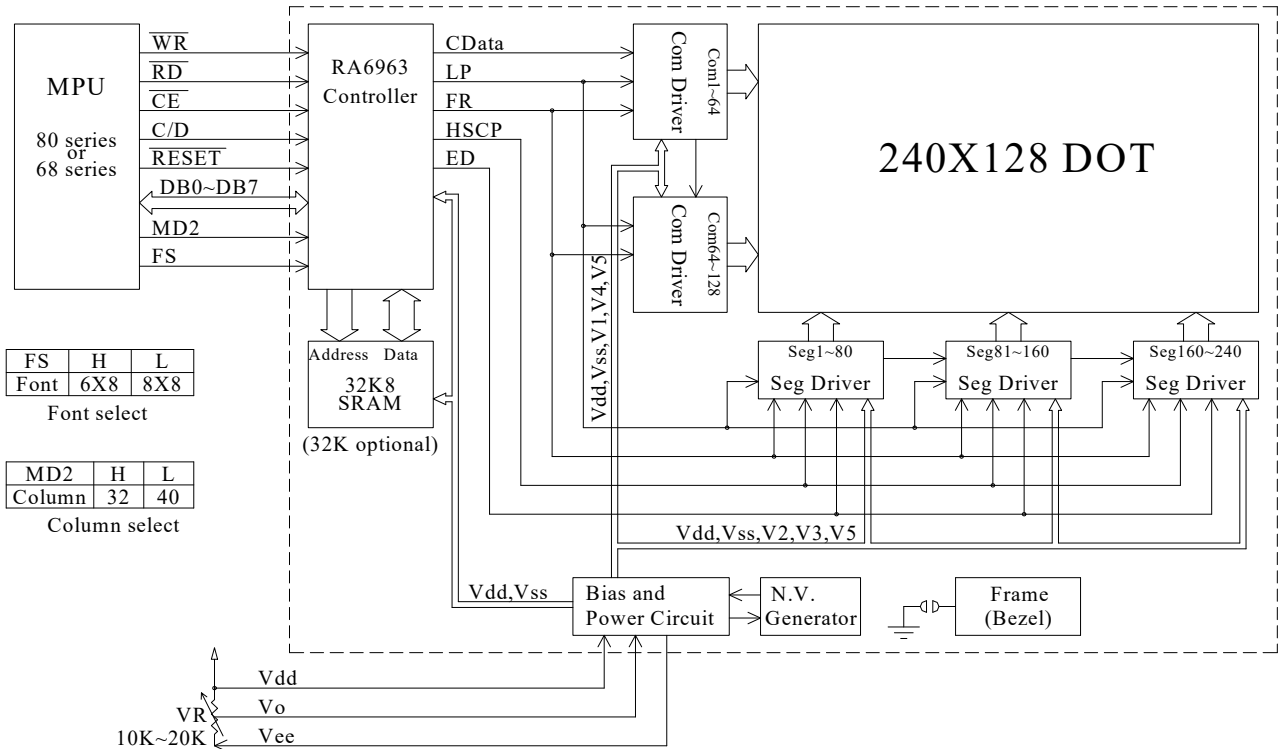 MPU
80 series
or
68 series
WR
RD
CE
C/D
RESET
DB0~DB7
MD2
FS
RA6963
Controller
CData
LP
FR
HSCP
ED
Com Driver
Com1~64
Com Driver
Com64~128
240X128 DOT
Vdd,Vss,V1,V4,V5
Address Data
32K8
SRAM
(32K optional)
Seg1~80
Seg Driver
Seg81~160
Seg Driver
Seg160~240
Seg Driver
FS H L
Font 6X8 8X8
Font select
MD2 H L
Column 32 40
Column select
Vdd,Vss,V2,V3,V5
Vdd,Vss
Bias and
Power Circuit
N.V.
Generator
Frame
(Bezel)
Vdd
VR
Vo
10K~20K
Vee